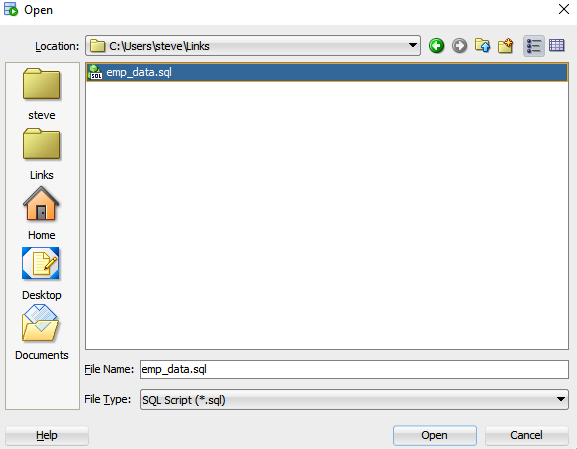 Open
Location: C:\Users\steve\Links
steve
Links
Home
Desktop
Documents
SQL emp_data.sql
File Name: emp_data.sql
File Type: SQL Script (*.sql)
Help Open Cancel